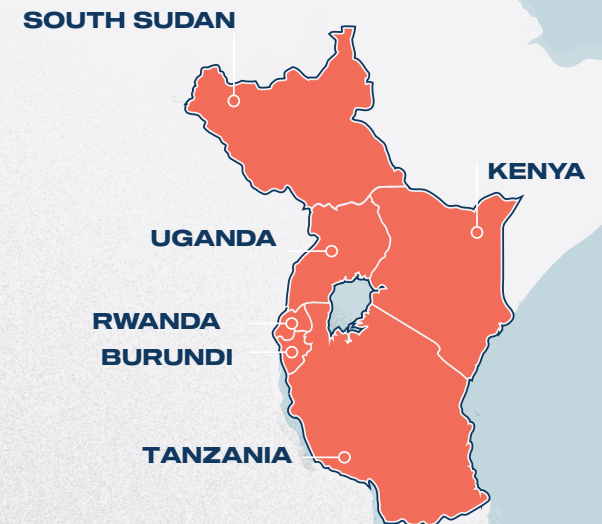 SOUTH SUDAN
KENYA
UGANDA
RWANDA
BURUNDI
TANZANIA